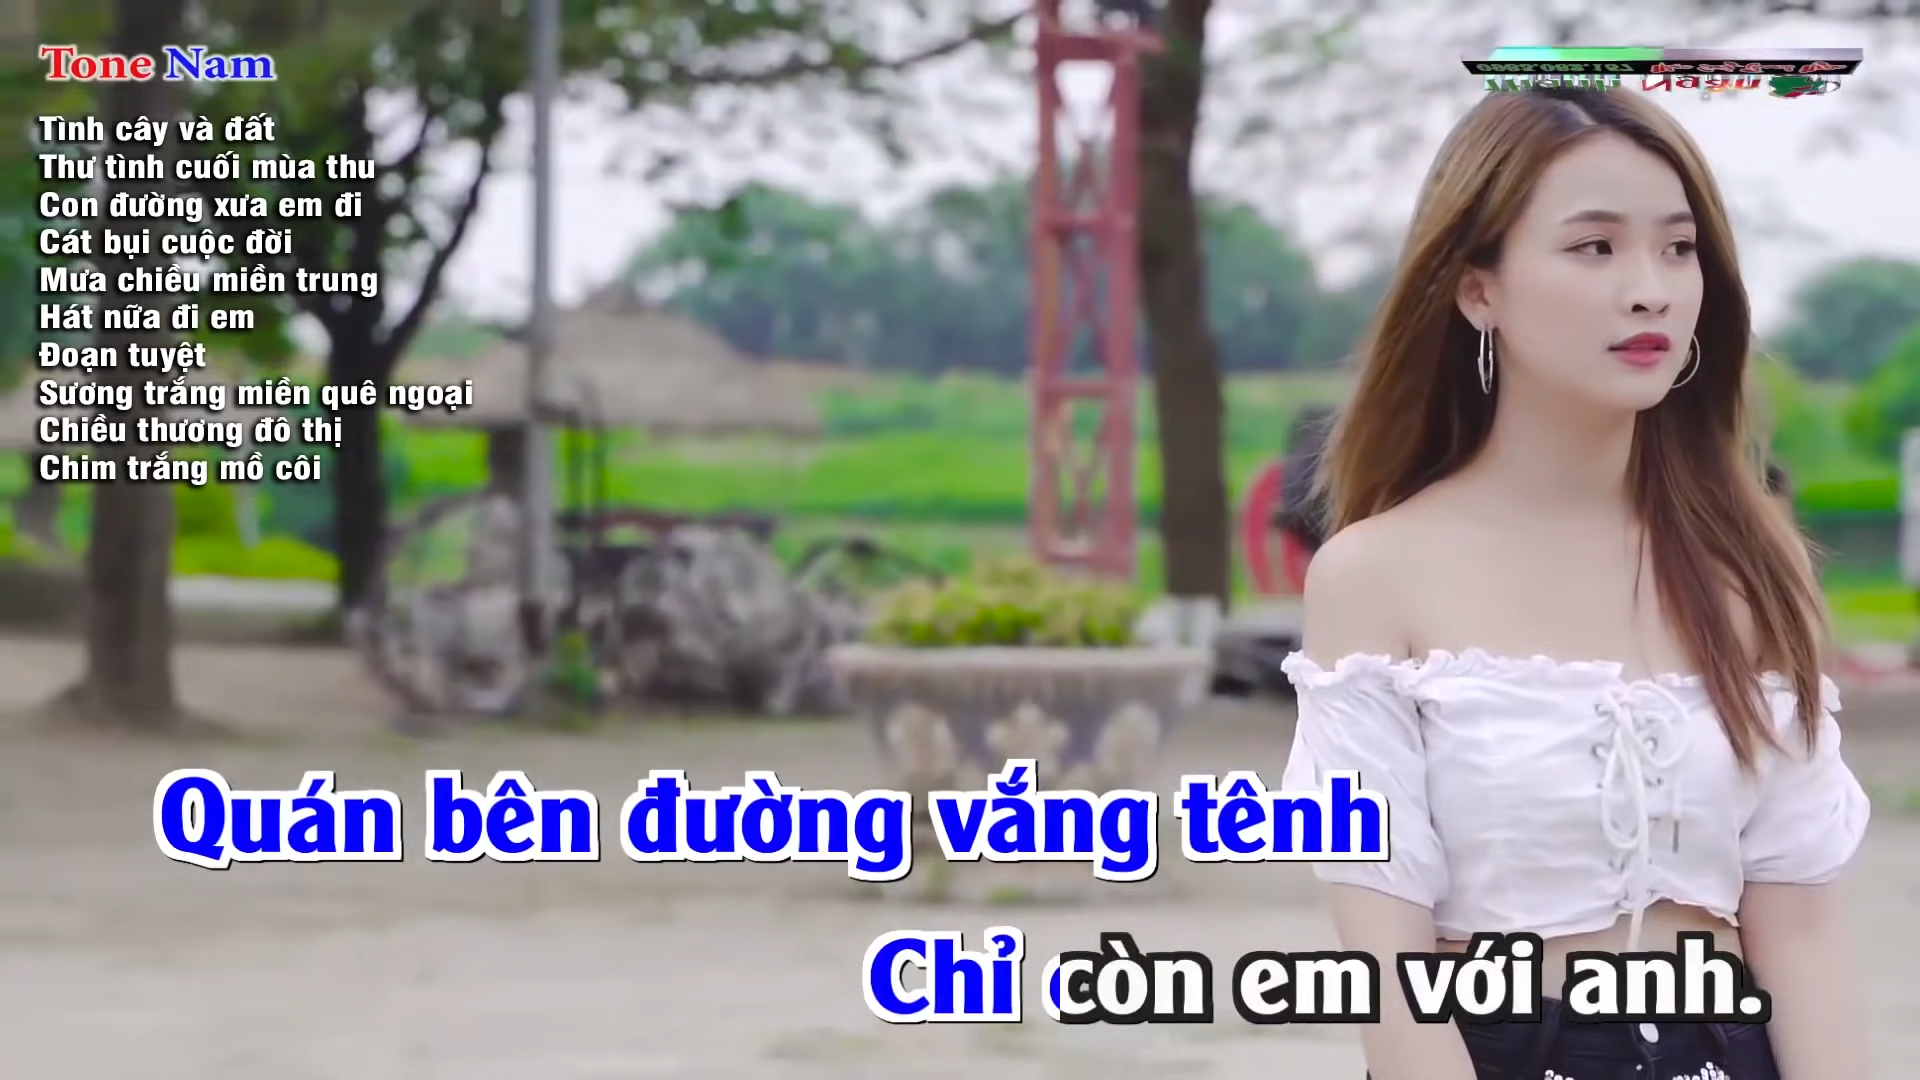 Tone Nam
Tình cây và đất
Thư tình cuối mùa thu
Con đường xưa em đi
Cát bụi cuộc đời
Mưa chiều miền trung
Hát nữa đi em
Đoạn tuyệt
Sương trắng miền quê ngoại
Chiều thương đô thị
Chim trắng mồ côi
Quán bên đường vắng tênh
Chỉ còn em với anh.